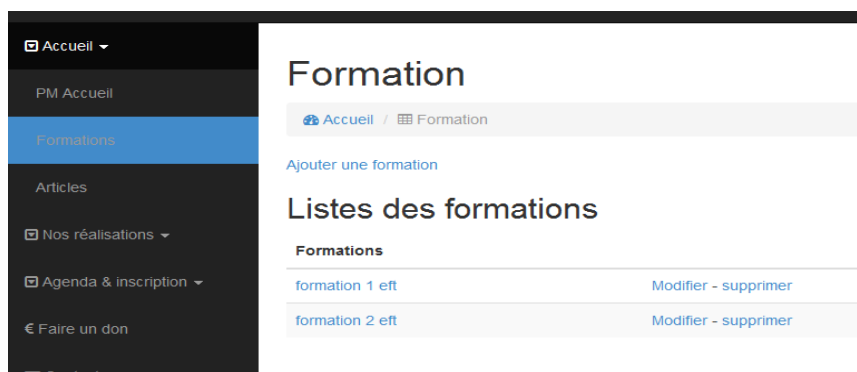 Accueil
PM Accueil
Formations
Articles
Nos réalisations
Agenda & inscription
€ Faire un don
Formation
Accueil / Formation
Ajouter une formation
Listes des formations
Formations
formation 1 eft Modifier - supprimer
formation 2 eft Modifier - supprimer